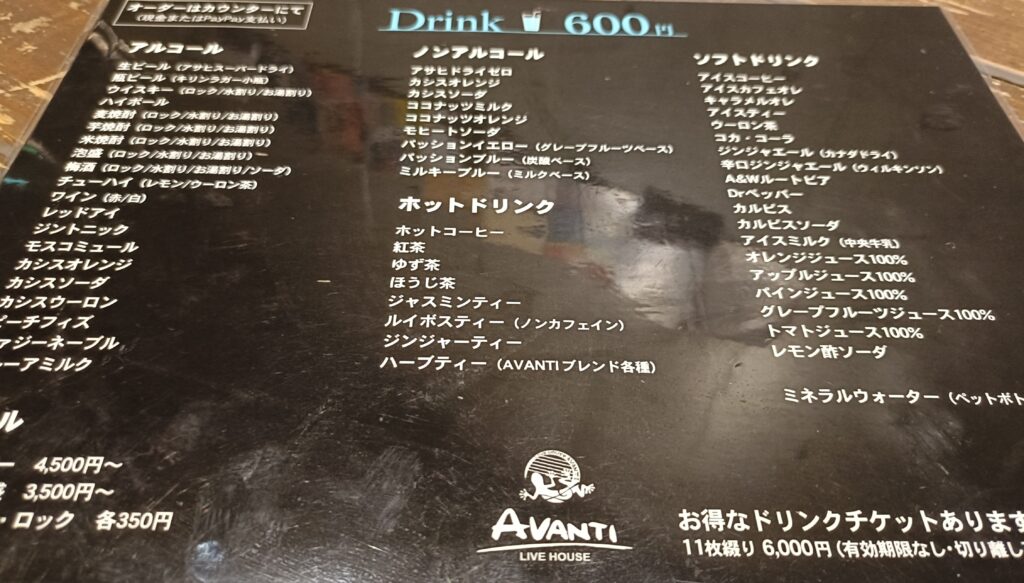 オーダーはカウンターにて
(現金またはPayPay支払い)
Drink 600円
アルコール
生ビール(アサヒスーパードライ)
瓶ビール(キリンラガー小瓶)
ウイスキー(ロック/水割り/お湯割り)
ハイボール
麦焼酎(ロック/水割り/お湯割り)
芋焼酎(ロック/水割り/お湯割り)
米焼酎(ロック/水割り/お湯割り)
泡盛(ロック/水割り/お湯割り)
梅酒(ロック/水割り/お湯割り/ソーダ)
チューハイ(レモン/ウーロン茶)
ワイン(赤/白)
レッドアイ
ジントニック
モスコミュール
カシスオレンジ
カシスソーダ
カシスウーロン
ピーチフィズ
ァジーネーブル
ーアミルク
ル
ー 4,500円〜
3,500円〜
・ロック 各350円
ノンアルコール
アサヒドライゼロ
カシスオレンジ
カシスソーダ
ココナッツミルク
ココナッツオレンジ
モヒートソーダ
パッションイエロー(グレープフルーツベース)
パッションブルー(炭酸ベース)
ミルキーブルー(ミルクベース)
ホットドリンク
ホットコーヒー
紅茶
ゆず茶
ほうじ茶
ジャスミンティー
ルイボスティー(ノンカフェイン)
ジンジャーティー
ハーブティー(AVANTIブレンド各種)
ソフトドリンク
アイスコーヒー
アイスカフェオレ
キャラメルオレ
アイスティー
ウーロン茶
コカ・コーラ
ジンジャエール(カナダドライ)
辛口ジンジャエール(ウィルキンソン)
A&Wルートビア
Drペッパー
カルピス
カルピスソーダ
アイスミルク(中央牛乳)
オレンジジュース100%
アップルジュース100%
パインジュース100%
グレープフルーツジュース100%
トマトジュース100%
レモン酢ソーダ
ミネラルウォーター(ペットボト
AVANTI
LIVE HOUSE
お得なドリンクチケットあります
11枚綴り 6,000円(有効期限なし・切り離し